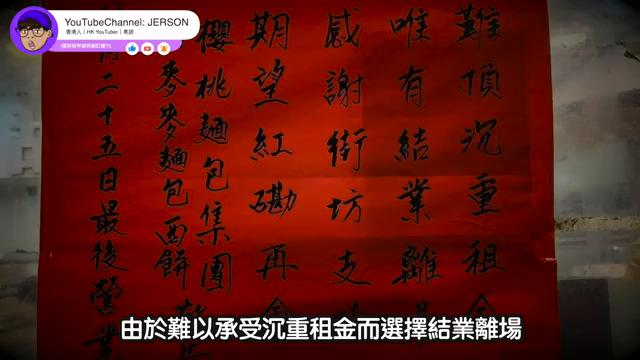 YouTubeChannel: JERSON
香港人｜HK YouTuber｜粵語
難頂沉重租金
唯有結業離
感謝街坊支
期望紅磡再
櫻桃麵包集團
麥麥麵包西餅
二十五日最後營業
由於難以承受沉重租金而選擇結業離場